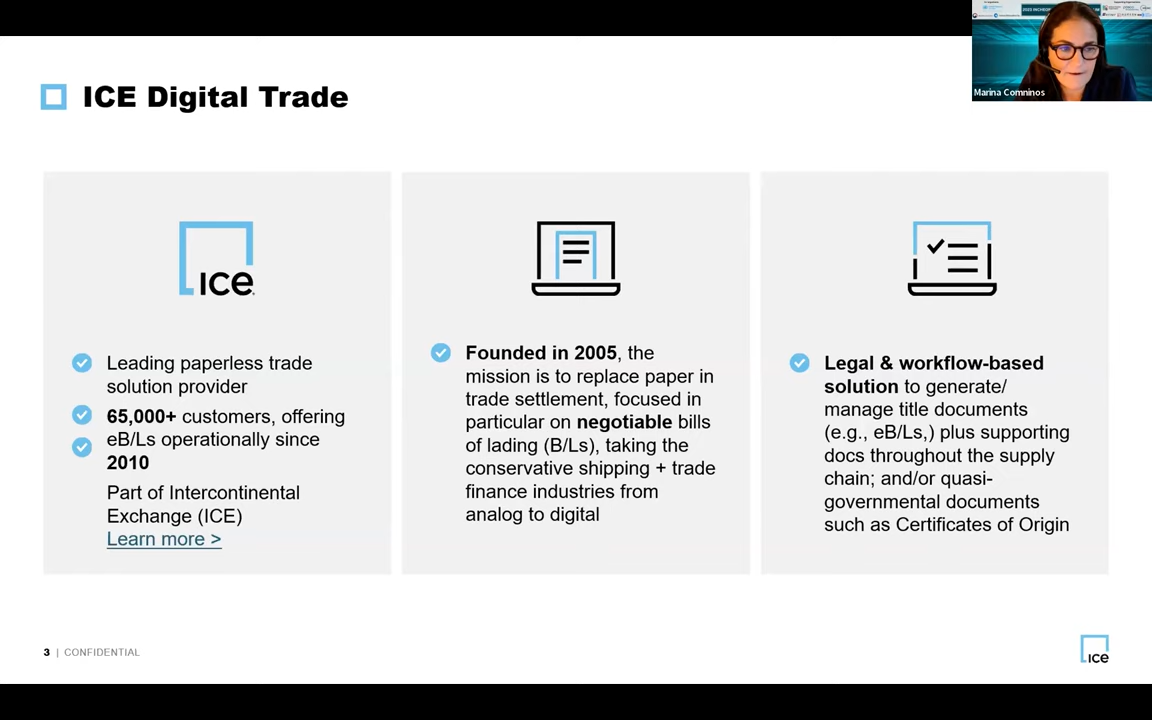 Marina Comninos
ICE Digital Trade
ice
Leading paperless trade
solution provider
65,000+ customers, offering
eB/Ls operationally since
2010
Part of Intercontinental
Exchange (ICE)
Learn more >
Founded in 2005, the
mission is to replace paper in
trade settlement, focused in
particular on negotiable bills
of lading (B/Ls), taking the
conservative shipping + trade
finance industries from
analog to digital
Legal & workflow-based
solution to generate/
manage title documents
(e.g., eB/Ls,) plus supporting
docs throughout the supply
chain; and/or quasi-
governmental documents
such as Certificates of Origin
3 | CONFIDENTIAL
ice